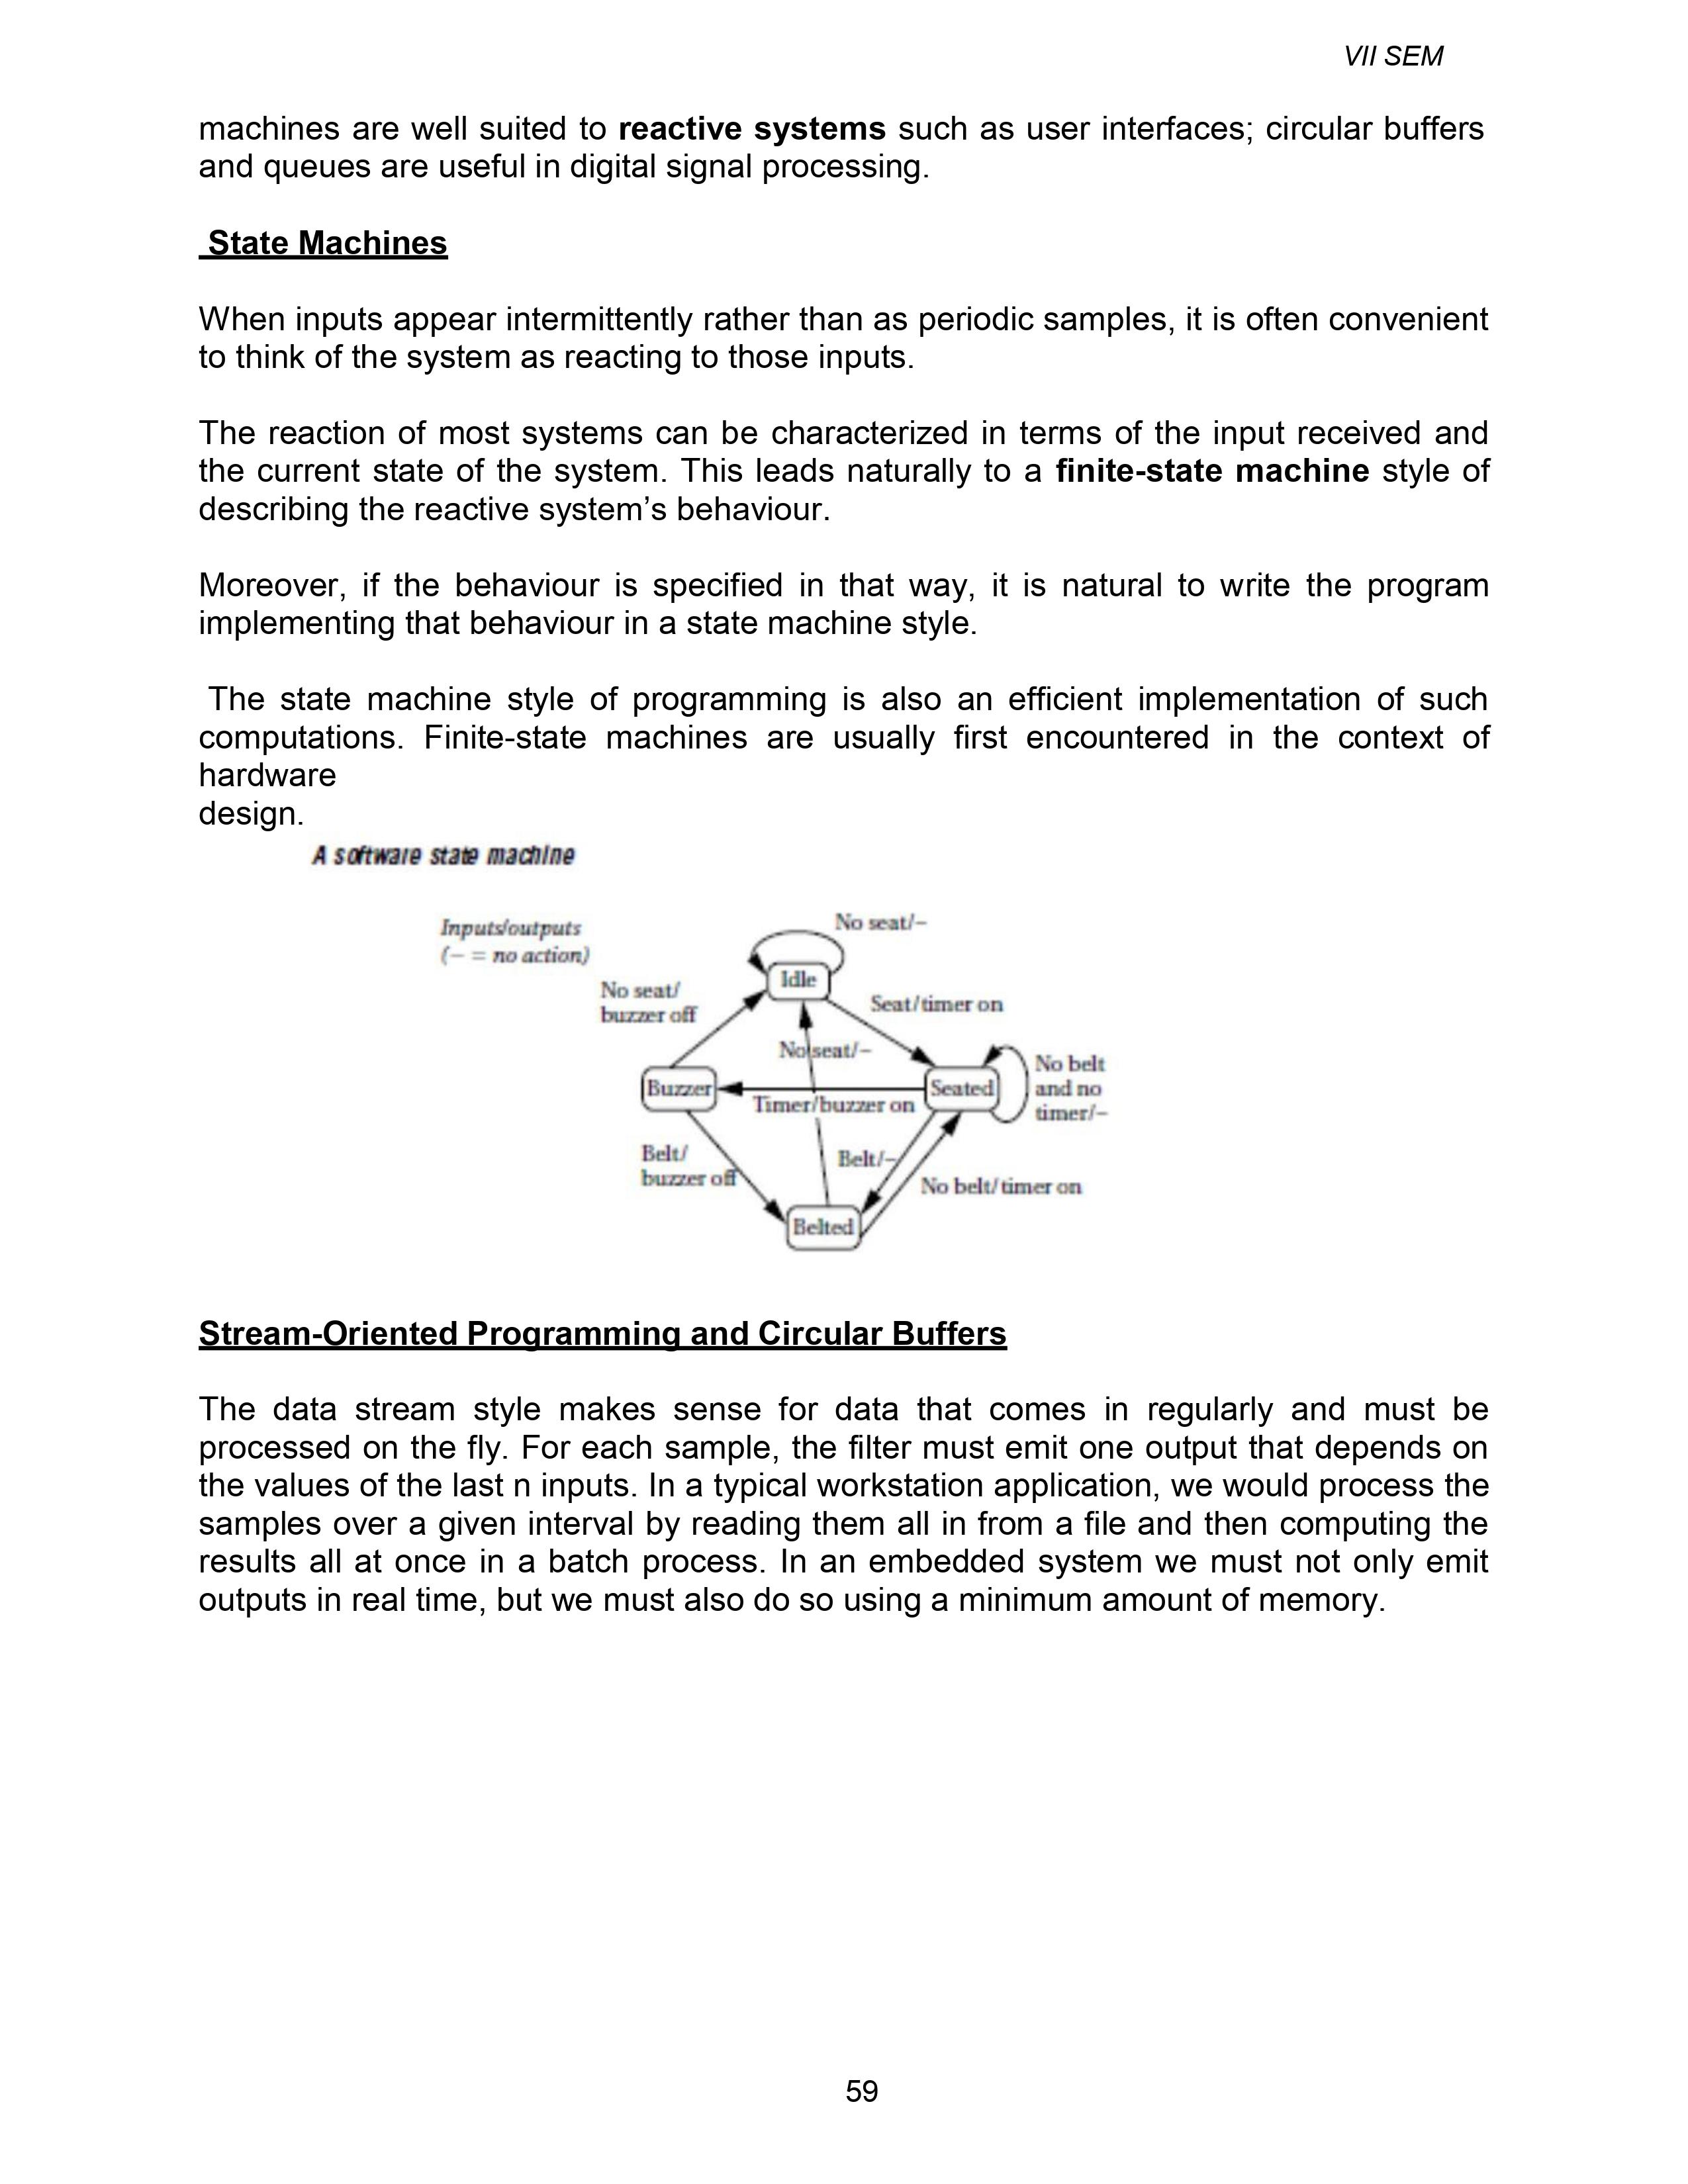 VII SEM
machines are well suited to reactive systems such as user interfaces; circular buffers
and queues are useful in digital signal processing.
State Machines
When inputs appear intermittently rather than as periodic samples, it is often convenient
to think of the system as reacting to those inputs.
The reaction of most systems can be characterized in terms of the input received and
the current state of the system. This leads naturally to a finite-state machine style of
describing the reactive system’s behaviour.
Moreover, if the behaviour is specified in that way, it is natural to write the program
implementing that behaviour in a state machine style.
The state machine style of programming is also an efficient implementation of such
computations. Finite-state machines are usually first encountered in the context of
hardware
design.
A software state machine
Inputs/outputs
(– = no action)
No seat/–
Idle
No seat/
buzzer off
Seat/timer on
No seat/–
Buzzer
Seated
No belt
and no
timer/–
Timer/buzzer on
Belt/
buzzer off
Belt/–
No belt/timer on
Belted
Stream-Oriented Programming and Circular Buffers
The data stream style makes sense for data that comes in regularly and must be
processed on the fly. For each sample, the filter must emit one output that depends on
the values of the last n inputs. In a typical workstation application, we would process the
samples over a given interval by reading them all in from a file and then computing the
results all at once in a batch process. In an embedded system we must not only emit
outputs in real time, but we must also do so using a minimum amount of memory.
59